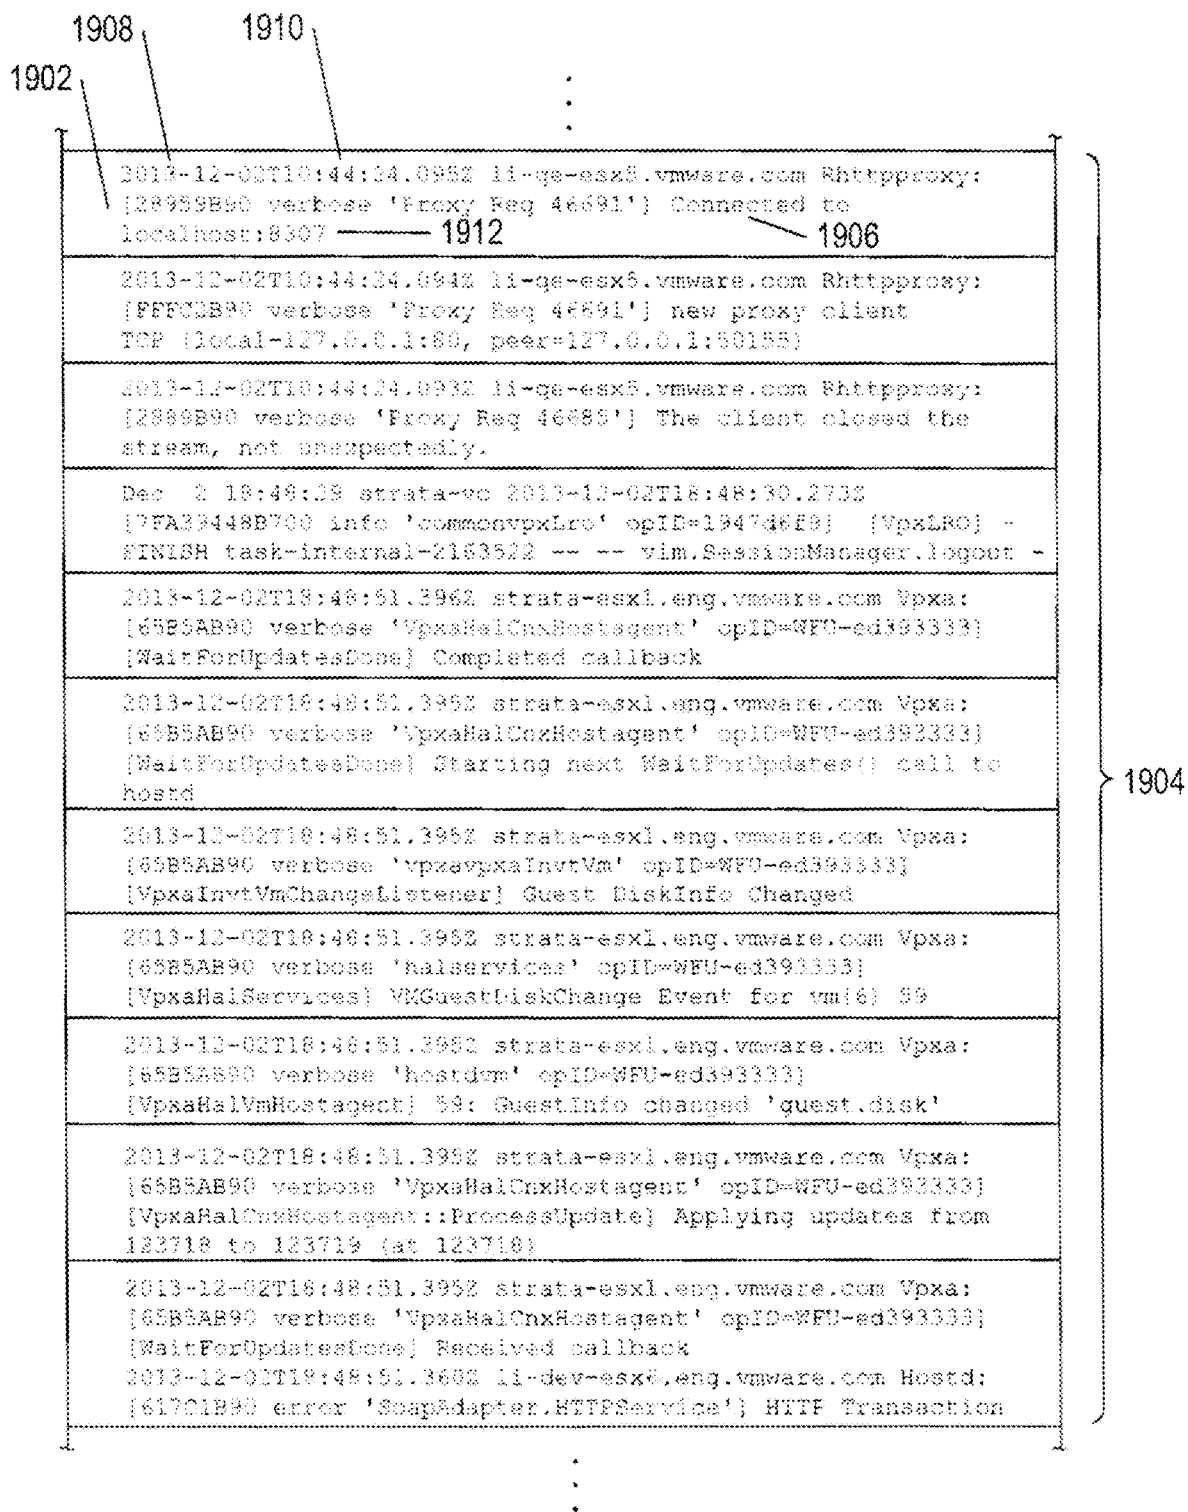 1908
1910
1902
2013-12-02T10:44:24.095Z li-qe-esx5.vmware.com Rhttpproxy:
[28959B90 verbose 'Proxy Req 46691'] Connected to
localhost:8307
1912
1906
2013-12-02T10:44:24.094Z li-qe-esx5.vmware.com Rhttpproxy:
[FFFC2B90 verbose 'Proxy Req 46691'] new proxy client
TCP (local=127.0.0.1:80, peer=127.0.0.1:50155)
2013-12-02T10:44:24.093Z li-qe-esx5.vmware.com Rhttpproxy:
[2889B90 verbose 'Proxy Req 46685'] The client closed the
stream, not unexpectedly.
Dec 2 18:48:29 strata-vc 2013-12-02T18:48:30.273Z
[7FA39448B700 info 'commonvpxLro' opID=1947d6f9] [VpxLRO] -
FINISH task-internal-2163522 -- -- vim.SessionManager.logout -
2013-12-02T18:48:51.396Z strata-esx1.eng.vmware.com Vpxa:
[65B5AB90 verbose 'VpxaHalCnxHostagent' opID=WFU-ed393333]
[WaitForUpdatesDone] Completed callback
2013-12-02T18:48:51.395Z strata-esx1.eng.vmware.com Vpxa:
[65B5AB90 verbose 'VpxaHalCnxHostagent' opID=WFU-ed393333]
[WaitForUpdatesDone] Starting next WaitForUpdates() call to
hostd
1904
2013-12-02T18:48:51.395Z strata-esx1.eng.vmware.com Vpxa:
[65B5AB90 verbose 'vpxavpxaInvtVm' opID=WFU-ed393333]
[VpxaInvtVmChangeListener] Guest DiskInfo Changed
2013-12-02T18:48:51.395Z strata-esx1.eng.vmware.com Vpxa:
[65B5AB90 verbose 'halservices' opID=WFU-ed393333]
[VpxaHalServices] VMGuestDiskChange Event for vm(6) 59
2013-12-02T18:48:51.395Z strata-esx1.eng.vmware.com Vpxa:
[65B5AB90 verbose 'hostdvm' opID=WFU-ed393333]
[VpxaHalVmHostagent] 59: GuestInfo changed 'guest.disk'
2013-12-02T18:48:51.395Z strata-esx1.eng.vmware.com Vpxa:
[65B5AB90 verbose 'VpxaHalCnxHostagent' opID=WFU-ed393333]
[VpxaHalCnxHostagent::ProcessUpdate] Applying updates from
123718 to 123719 (at 123718)
2013-12-02T18:48:51.395Z strata-esx1.eng.vmware.com Vpxa:
[65B5AB90 verbose 'VpxaHalCnxHostagent' opID=WFU-ed393333]
[WaitForUpdatesDone] Received callback
2013-12-02T18:48:51.360Z li-dev-esx6.eng.vmware.com Hostd:
[617C1B90 error 'SoapAdapter.HTTPService'] HTTP Transaction